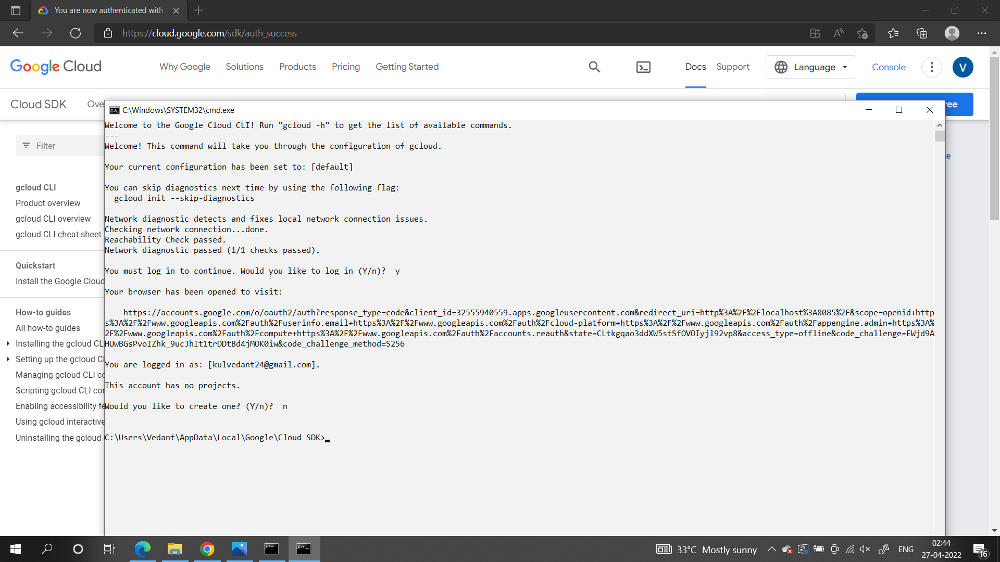 You are now authenticated with
https://cloud.google.com/sdk/auth_success
Google Cloud
Why Google
Solutions
Products
Pricing
Getting Started
Docs
Support
Language
Console
V
Cloud SDK
Ove
ree
C:\Windows\SYSTEM32\cmd.exe
Filter
e
gcloud CLI
Product overview
gcloud CLI overview
gcloud CLI cheat sheet
Quickstart
Install the Google Cloud
How-to guides
All how-to guides
Installing the gcloud CL
Setting up the gcloud CL
Managing gcloud CLI co
Scripting gcloud CLI cor
Enabling accessibility fe
Using gcloud interactive
Uninstalling the gcloud
Welcome to the Google Cloud CLI! Run "gcloud -h" to get the list of available commands.
---
Welcome! This command will take you through the configuration of gcloud.
Your current configuration has been set to: [default]
You can skip diagnostics next time by using the following flag:
gcloud init --skip-diagnostics
Network diagnostic detects and fixes local network connection issues.
Checking network connection...done.
Reachability Check passed.
Network diagnostic passed (1/1 checks passed).
You must log in to continue. Would you like to log in (Y/n)?  y
Your browser has been opened to visit:
https://accounts.google.com/o/oauth2/auth?response_type=code&client_id=32555940559.apps.googleusercontent.com&redirect_uri=http%3A%2F%2Flocalhost%3A8085%2F&scope=openid+http
s%3A%2F%2Fwww.googleapis.com%2Fauth%2Fuserinfo.email+https%3A%2F%2Fwww.googleapis.com%2Fauth%2Fcloud-platform+https%3A%2F%2Fwww.googleapis.com%2Fauth%2Fappengine.admin+https%3A%
2F%2Fwww.googleapis.com%2Fauth%2Fcompute+https%3A%2F%2Fwww.googleapis.com%2Fauth%2Faccounts.reauth&state=CLtkgqao3ddXW5stSfOVOIyjl92vp8&access_type=offline&code_challenge=EWjd9A
HUwBGsPvoIZhk_9ucJhIt1trDDtBd4jMOK0iw&code_challenge_method=S256
You are logged in as: [kulvedant24@gmail.com].
This account has no projects.
Would you like to create one? (Y/n)?  n
C:\Users\Vedant\AppData\Local\Google\Cloud SDK>
33°C Mostly sunny
ENG
02:44
27-04-2022
16